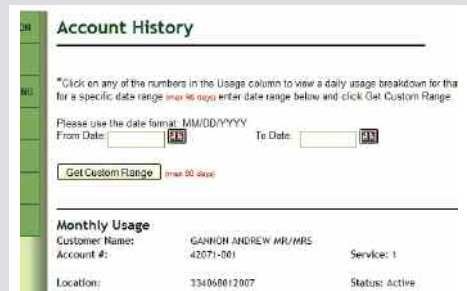 Account History
*Click on any of the numbers in the Usage column to view a daily usage breakdown for that
for a specific date range (max 90 days) enter date range below and click Get Custom Range.
Please use the date format: MM/DD/YYYY
From Date: To Date:
Get Custom Range (max 90 days)
Monthly Usage
Customer Name: GANNON ANDREW MR/MRS
Account #: 42071-001 Service: 1
Location: 334068012007 Status: Active